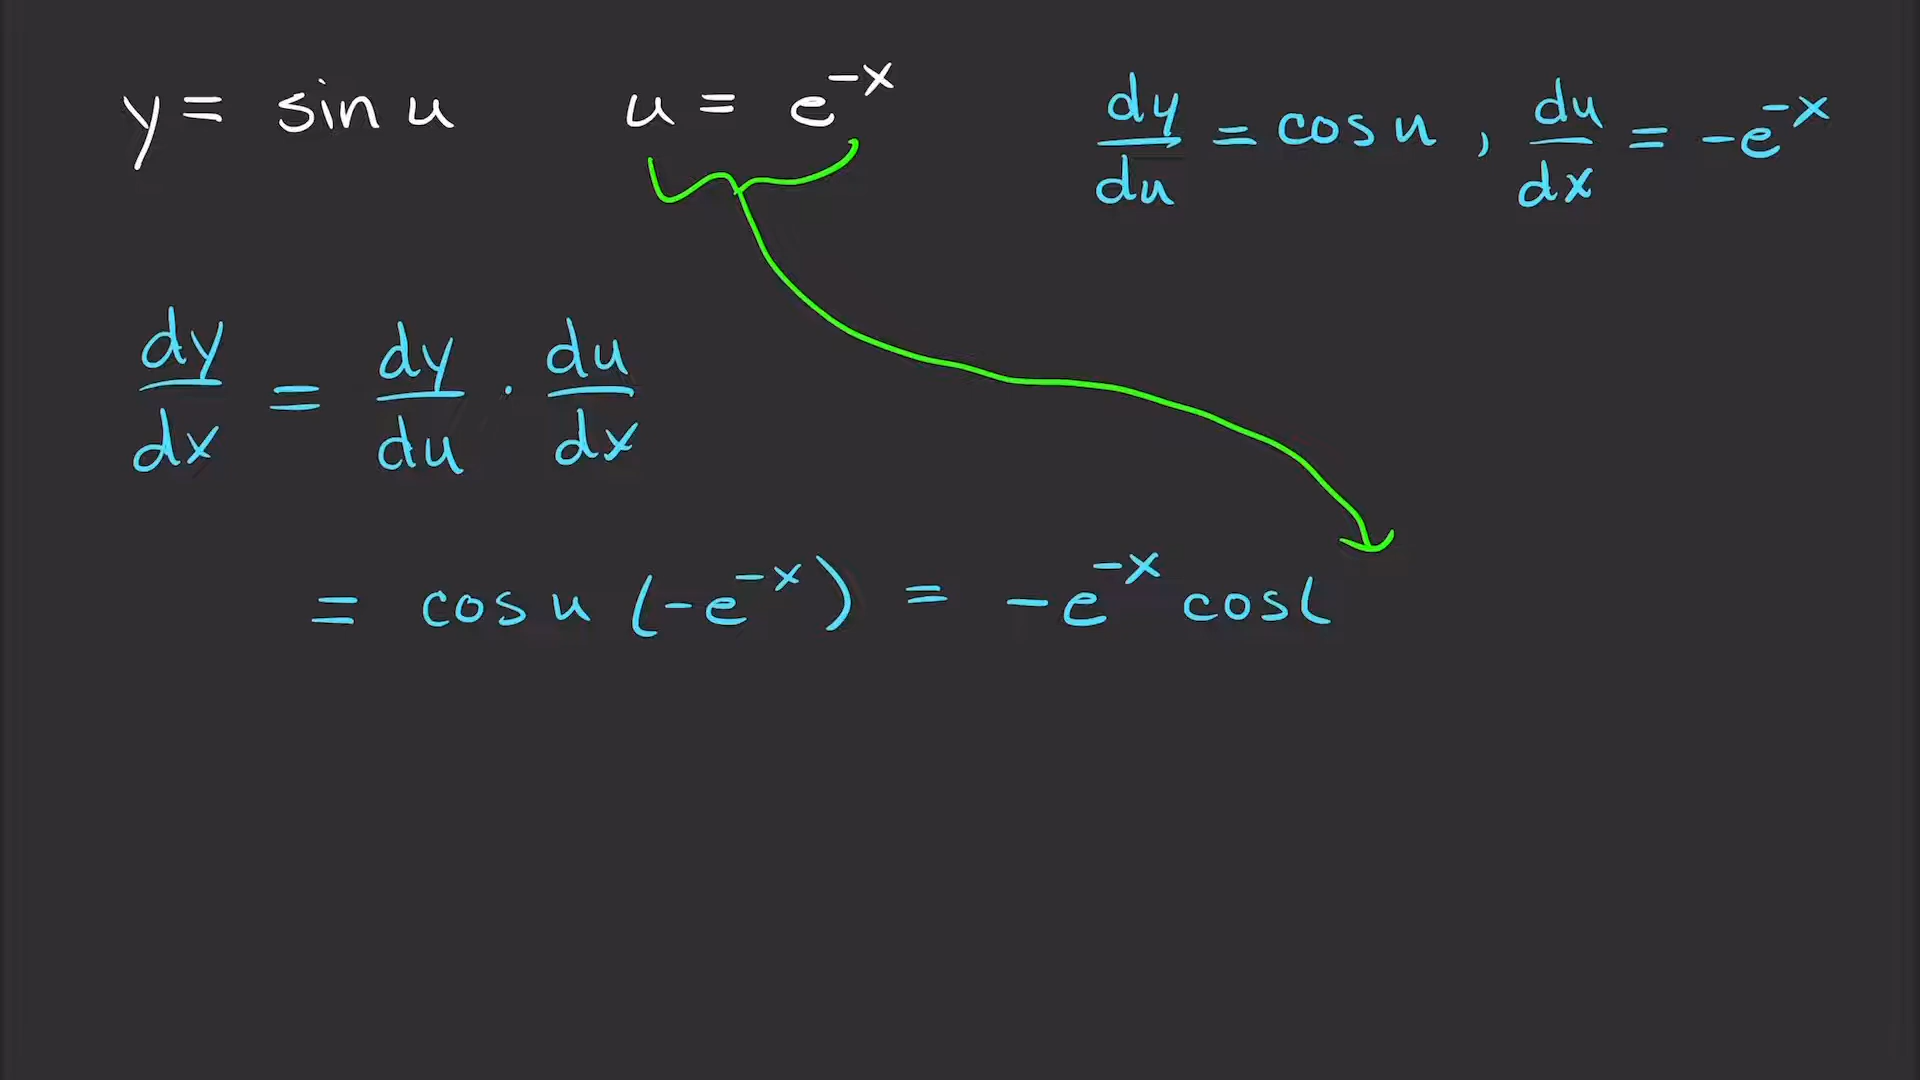 y = sin u  u = e^{-x}  dy/du = cos u , du/dx = -e^{-x}
dy/dx = dy/du · du/dx
= cos u (-e^{-x}) = -e^{-x} cos(